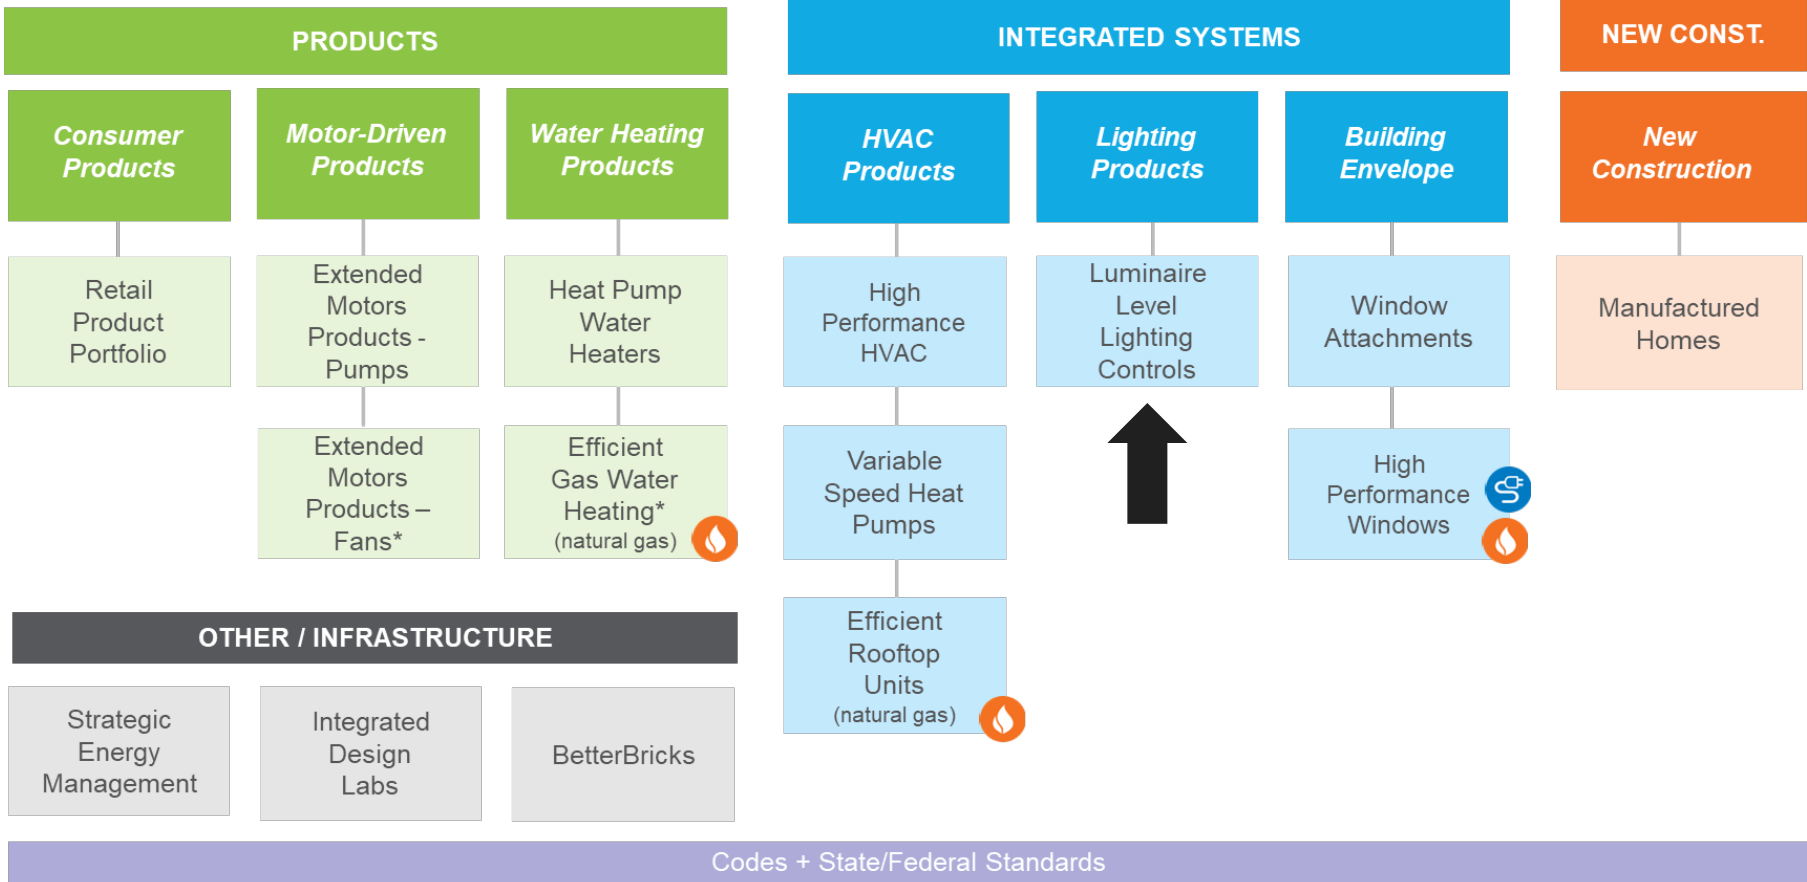 PRODUCTS
Consumer
Products
Motor-Driven
Products
Water Heating
Products
Retail
Product
Portfolio
Extended
Motors
Products -
Pumps
Heat Pump
Water
Heaters
Extended
Motors
Products –
Fans*
Efficient
Gas Water
Heating*
(natural gas)
INTEGRATED SYSTEMS
HVAC
Products
Lighting
Products
Building
Envelope
High
Performance
HVAC
Luminaire
Level
Lighting
Controls
Window
Attachments
Variable
Speed Heat
Pumps
High
Performance
Windows
Efficient
Rooftop
Units
(natural gas)
NEW CONST.
New
Construction
Manufactured
Homes
OTHER / INFRASTRUCTURE
Strategic
Energy
Management
Integrated
Design
Labs
BetterBricks
Codes + State/Federal Standards